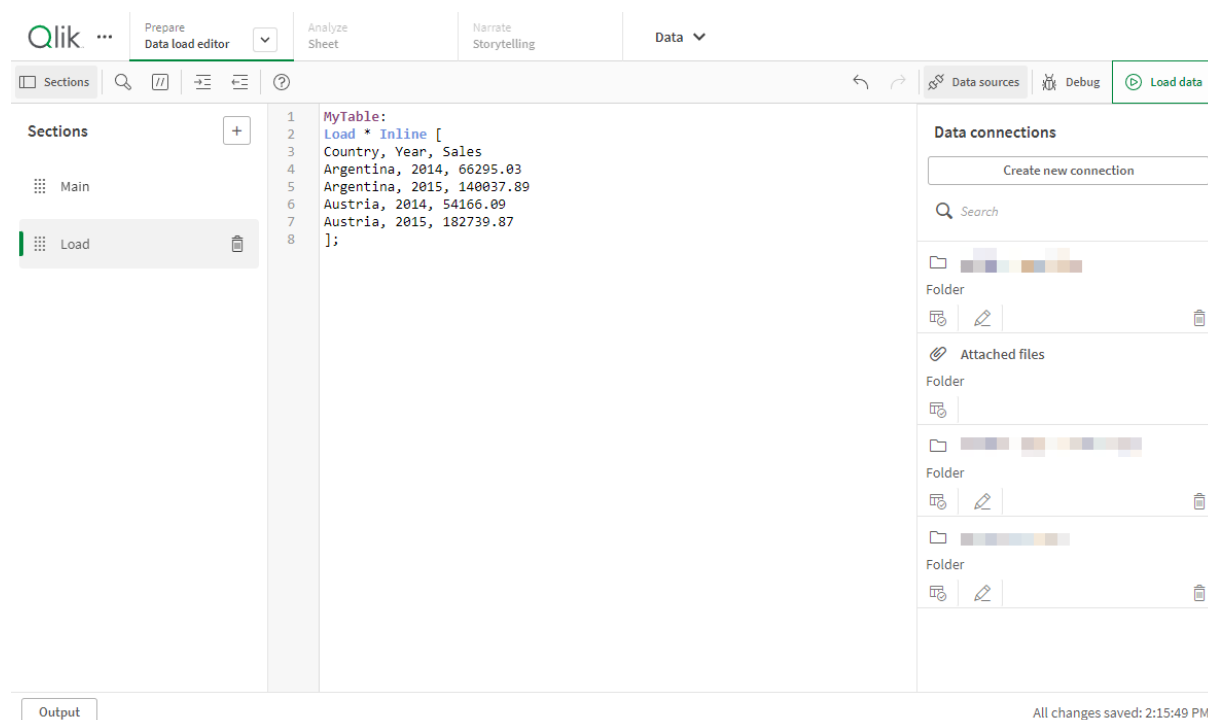 Qlik
Prepare
Data load editor
Analyze
Sheet
Narrate
Storytelling
Data
Sections
Data sources
Debug
Load data
Sections
+
Main
Load
1 MyTable:
2 Load * Inline [
3 Country, Year, Sales
4 Argentina, 2014, 66295.03
5 Argentina, 2015, 140037.89
6 Austria, 2014, 54166.09
7 Austria, 2015, 182739.87
8 ];
Data connections
Create new connection
Search
Folder
Attached files
Folder
Folder
Folder
Output
All changes saved: 2:15:49 PM